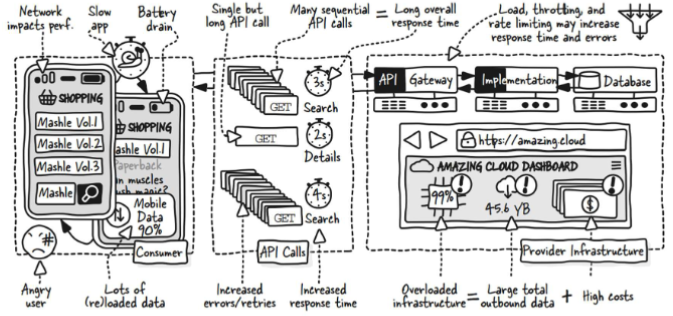 Network
impacts perf.
Slow
app
Battery
drain
Single but
long API call
Many sequential
API calls
=
Long overall
response time
Load, throttling, and
rate limiting may increase
response time and errors
SHOPPING
Mashle Vol.1
Mashle Vol.2
Mashle Vol.3
Mashle
SHOPPING
ashle Vol.1
Paperback
n muscles
ush magic?
Mobile
Data
90%
Consumer
#
Angry
user
Lots of
(re)loaded data
GET
3s
Search
GET
2s
Details
GET
4s
Search
API Calls
Increased
errors/retries
Increased
response time
API Gateway
Implementation
Database
https://amazing.cloud
AMAZING CLOUD DASHBOARD
99%
!
!
45.6 YB
!
$
Provider Infrastructure
Overloaded
infrastructure
=
Large total
outbound data
+
High costs